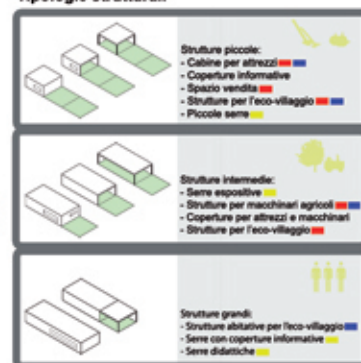 Tipologie strutturali
Strutture piccole:
- Cabine per attrezzi
- Coperture informative
- Spazio vendita
- Strutture per l'eco-villaggio
- Piccole serre
Strutture intermedie:
- Serre espositive
- Strutture per macchinari agricoli
- Coperture per attrezzi e macchinari
- Strutture per l'eco-villaggio
Strutture grandi:
- Strutture abitative per l'eco-villaggio
- Serre con coperture informative
- Serre didattiche